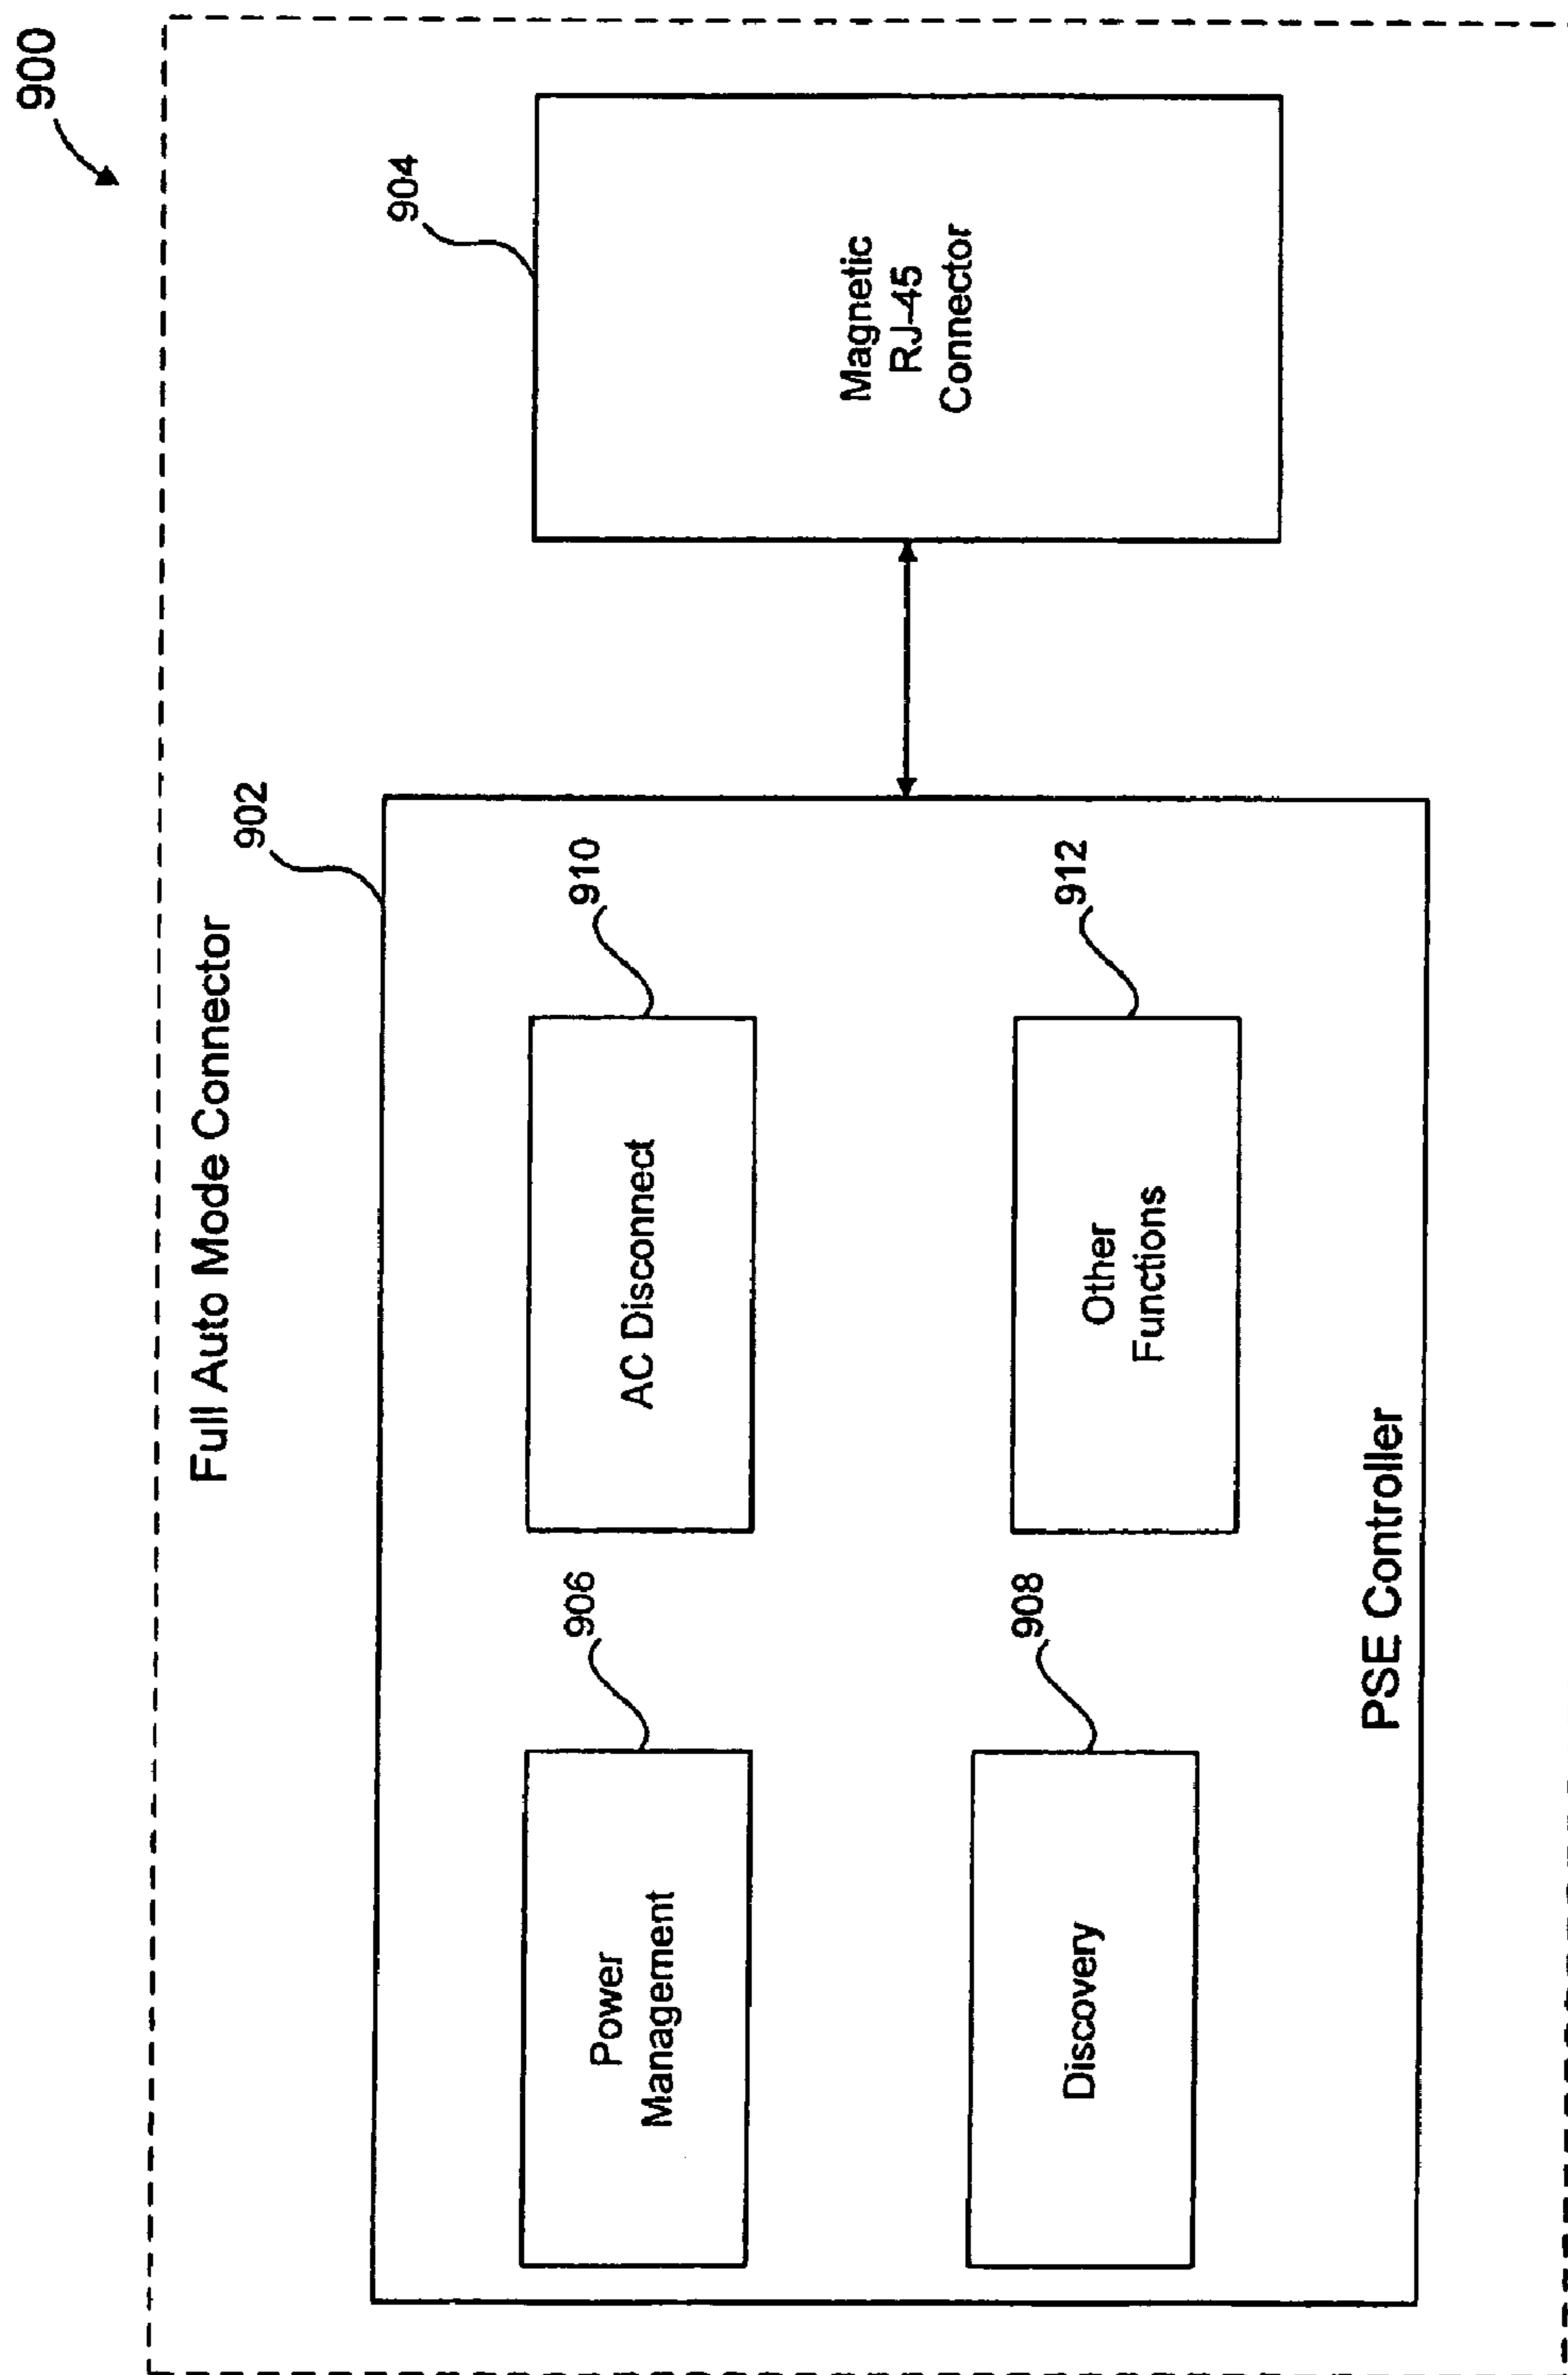 900
Full Auto Mode Connector
902
904
906
910
Power
Management
AC Disconnect
Magnetic
RJ-45
Connector
908
912
Discovery
Other
Functions
PSE Controller